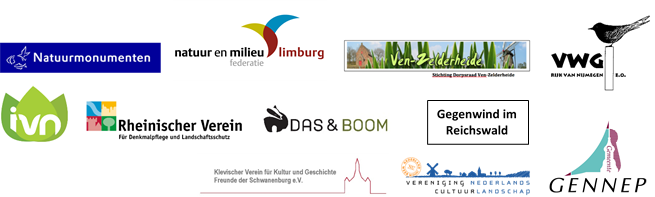 Natuurmonumenten
natuur en milieu limburg
federatie
Ven-Zelderheide
Stichting Dorpsraad Ven-Zelderheide
VWG
RIJK VAN NIJMEGEN E.O.
ivn
Rheinischer Verein
Für Denkmalpflege und Landschaftsschutz
DAS & BOOM
Gegenwind im
Reichswald
Klevischer Verein für Kultur und Geschichte
Freunde der Schwanenburg e.V.
VERENIGING NEDERLANDS
CULTUURLANDSCHAP
Gemeente
GENNEP